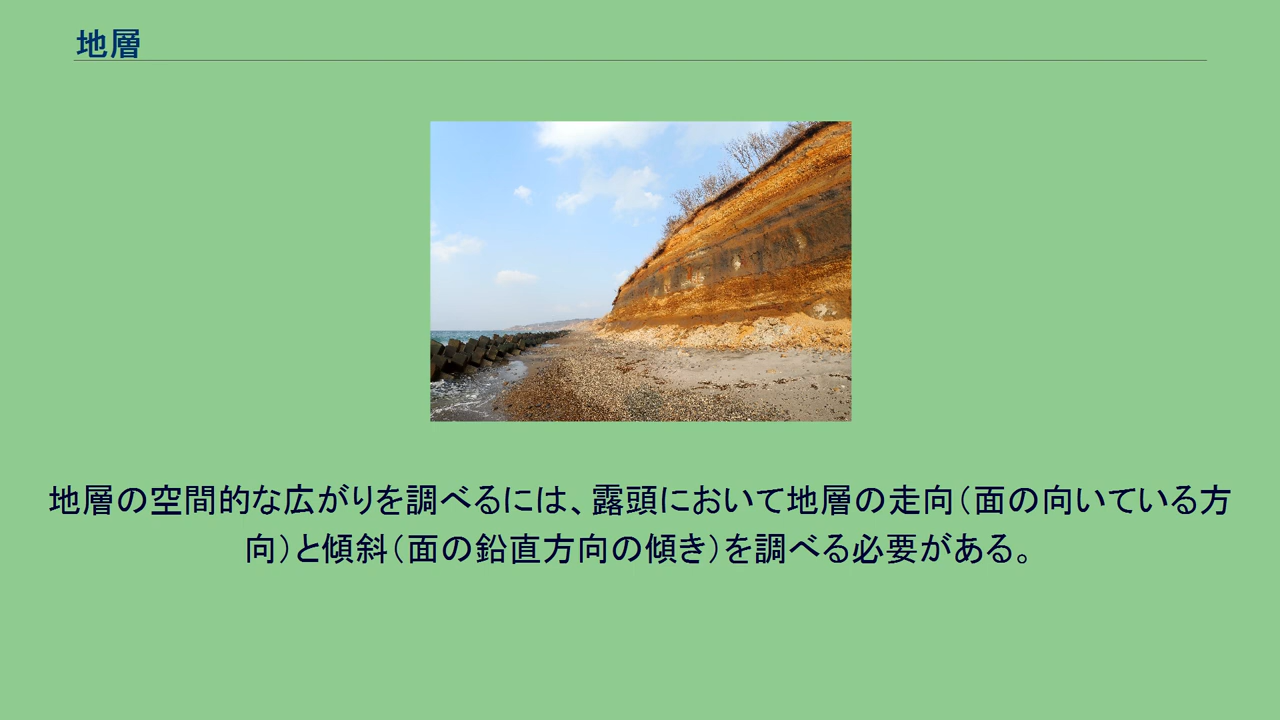 地層
地層の空間的な広がりを調べるには、露頭において地層の走向（面の向いている方
向）と傾斜（面の鉛直方向の傾き）を調べる必要がある。